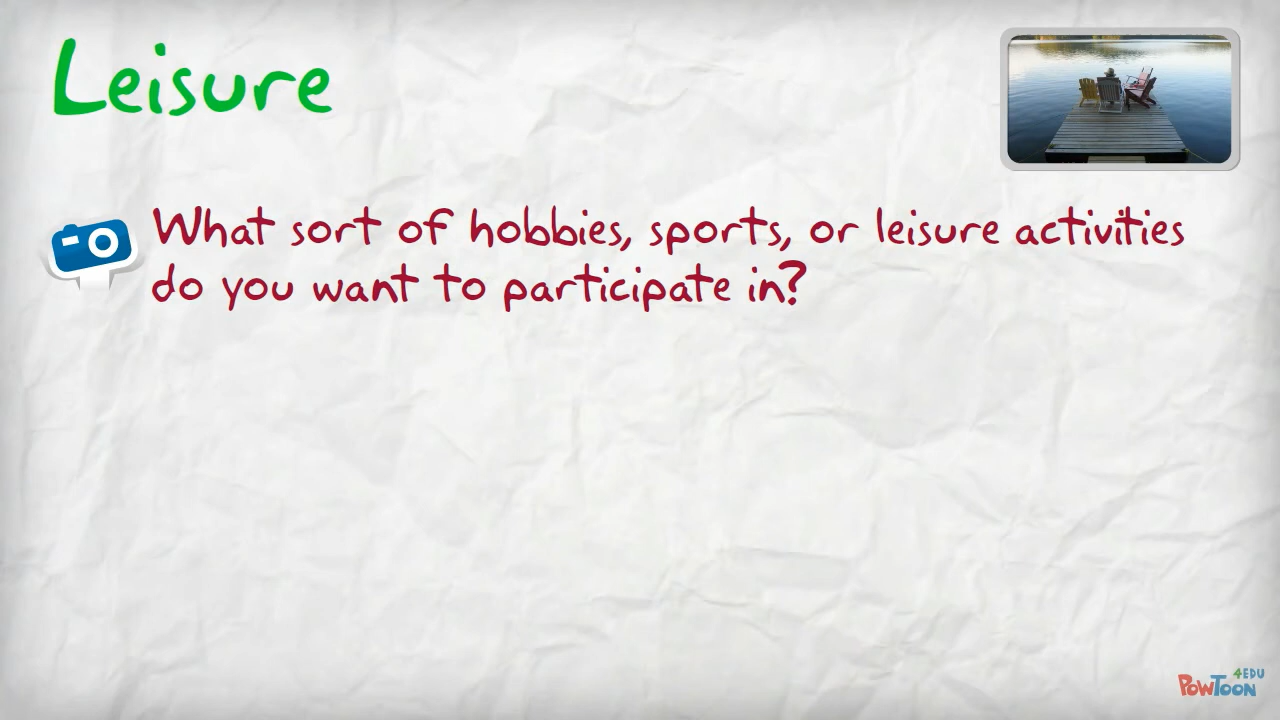 Leisure
What sort of hobbies, sports, or leisure activities
do you want to participate in?
4EDU
POWTOON